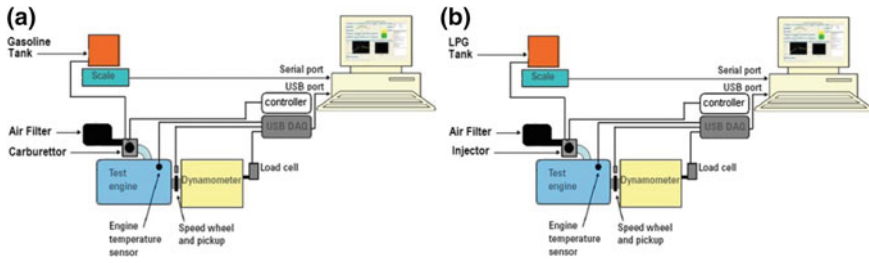 (a)
Gasoline
Tank
Scale
Serial port
USB port
controller
USB DAQ
Air Filter
Carburettor
Test
engine
Dynamometer
Load cell
Engine
temperature
sensor
Speed wheel
and pickup
(b)
LPG
Tank
Scale
Serial port
USB port
controller
USB DAQ
Air Filter
Injector
Test
engine
Dynamometer
Load cell
Engine
temperature
sensor
Speed wheel
and pickup